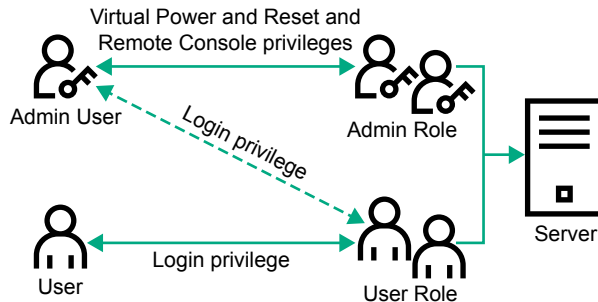 Virtual Power and Reset and
Remote Console privileges
Admin User
Admin Role
Login privilege
Server
Login privilege
User
User Role